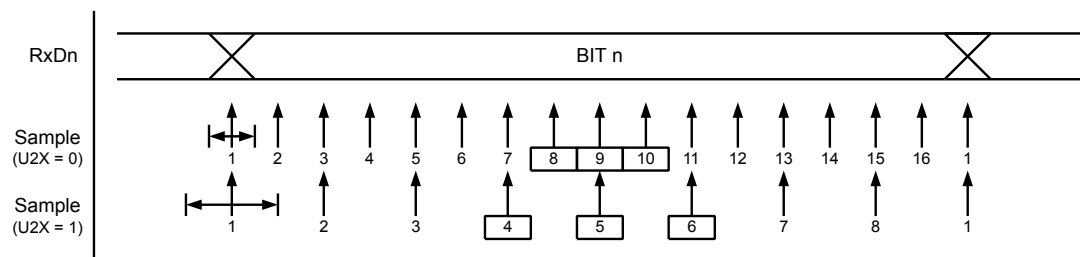 RxDn BIT n
Sample
(U2X = 0) 1 2 3 4 5 6 7 8 9 10 11 12 13 14 15 16 1
Sample
(U2X = 1) 1 2 3 4 5 6 7 8 1